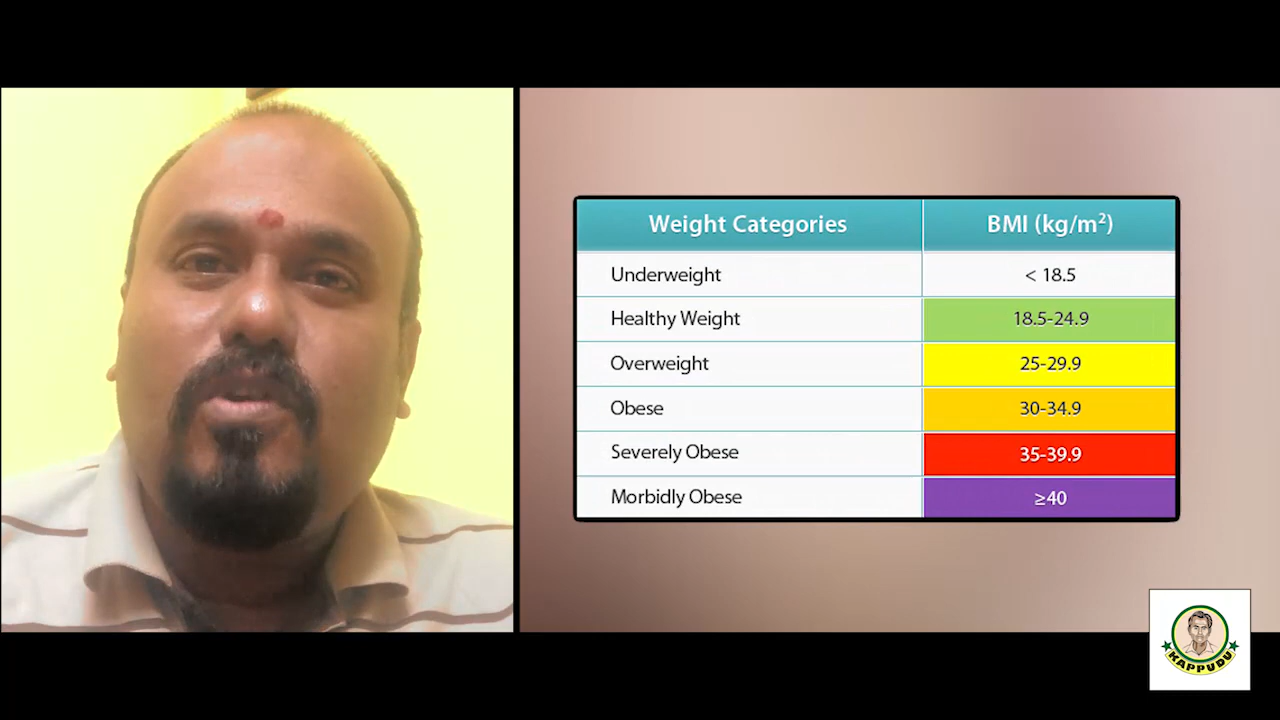 Weight Categories BMI (kg/m²)
Underweight < 18.5
Healthy Weight 18.5-24.9
Overweight 25-29.9
Obese 30-34.9
Severely Obese 35-39.9
Morbidly Obese ≥40
KAPPUDU